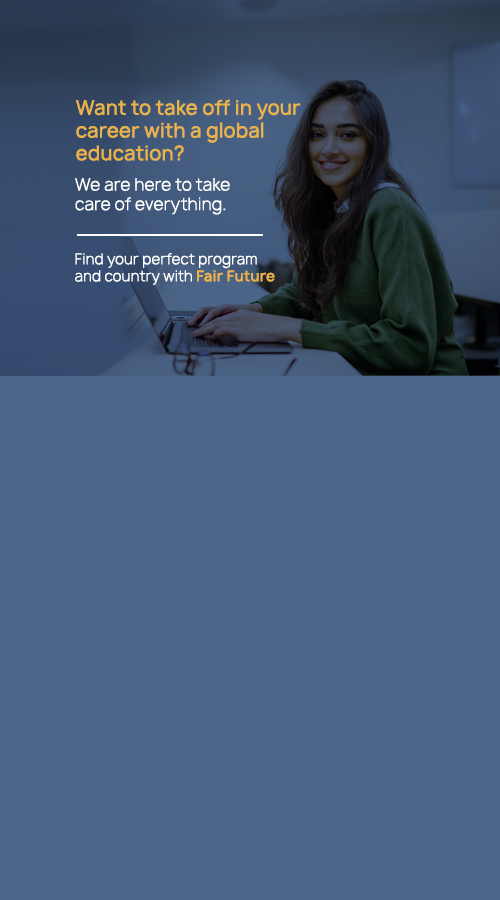 Want to take off in your
career with a global
education?
We are here to take
care of everything.
Find your perfect program
and country with Fair Future